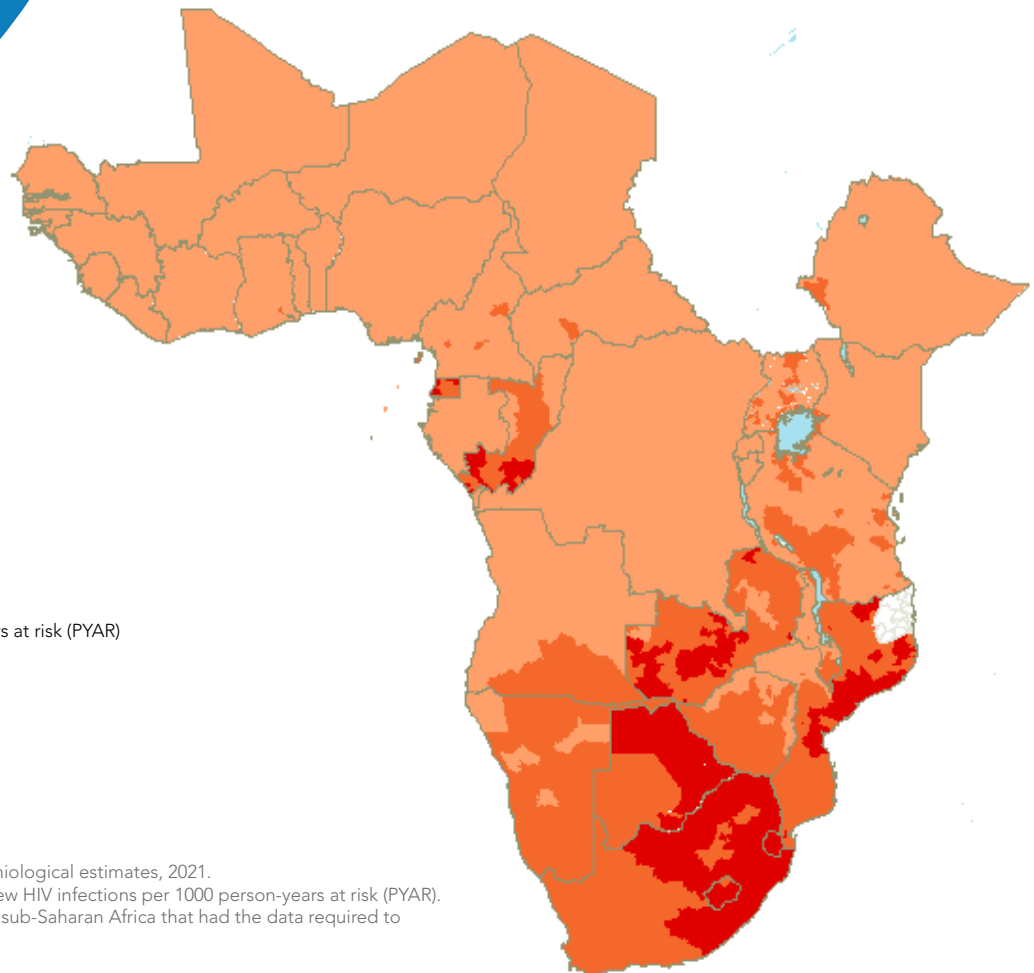 s at risk (PYAR)
niological estimates, 2021.
ew HIV infections per 1000 person-years at risk (PYAR).
sub-Saharan Africa that had the data required to